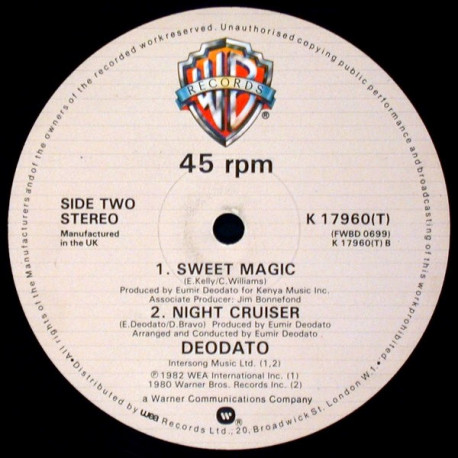 of the Manufacturers and of the owners of the recorded work reserved. Unauthorised copying public performance and broadcasting of this work prohibited.
WB
RECORDS
®
45 rpm
SIDE TWO
STEREO
Manufactured
in the UK
K 17960(T)
(FWBD 0699)
K 17960(T) B
1. SWEET MAGIC
(E.Kelly/C.Williams)
Produced by Eumir Deodato for Kenya Music Inc.
Associate Producer: Jim Bonnefond
2. NIGHT CRUISER
(E.Deodato/D.Bravo) Produced by Eumir Deodato
Arranged and Conducted by Eumir Deodato
DEODATO
Intersong Music Ltd. (1,2)
℗ 1982 WEA International Inc. (1)
1980 Warner Bros. Records Inc. (2)
a Warner Communications Company
All rights • Distributed by wea Records Ltd., 20, Broadwick St. London W1. •